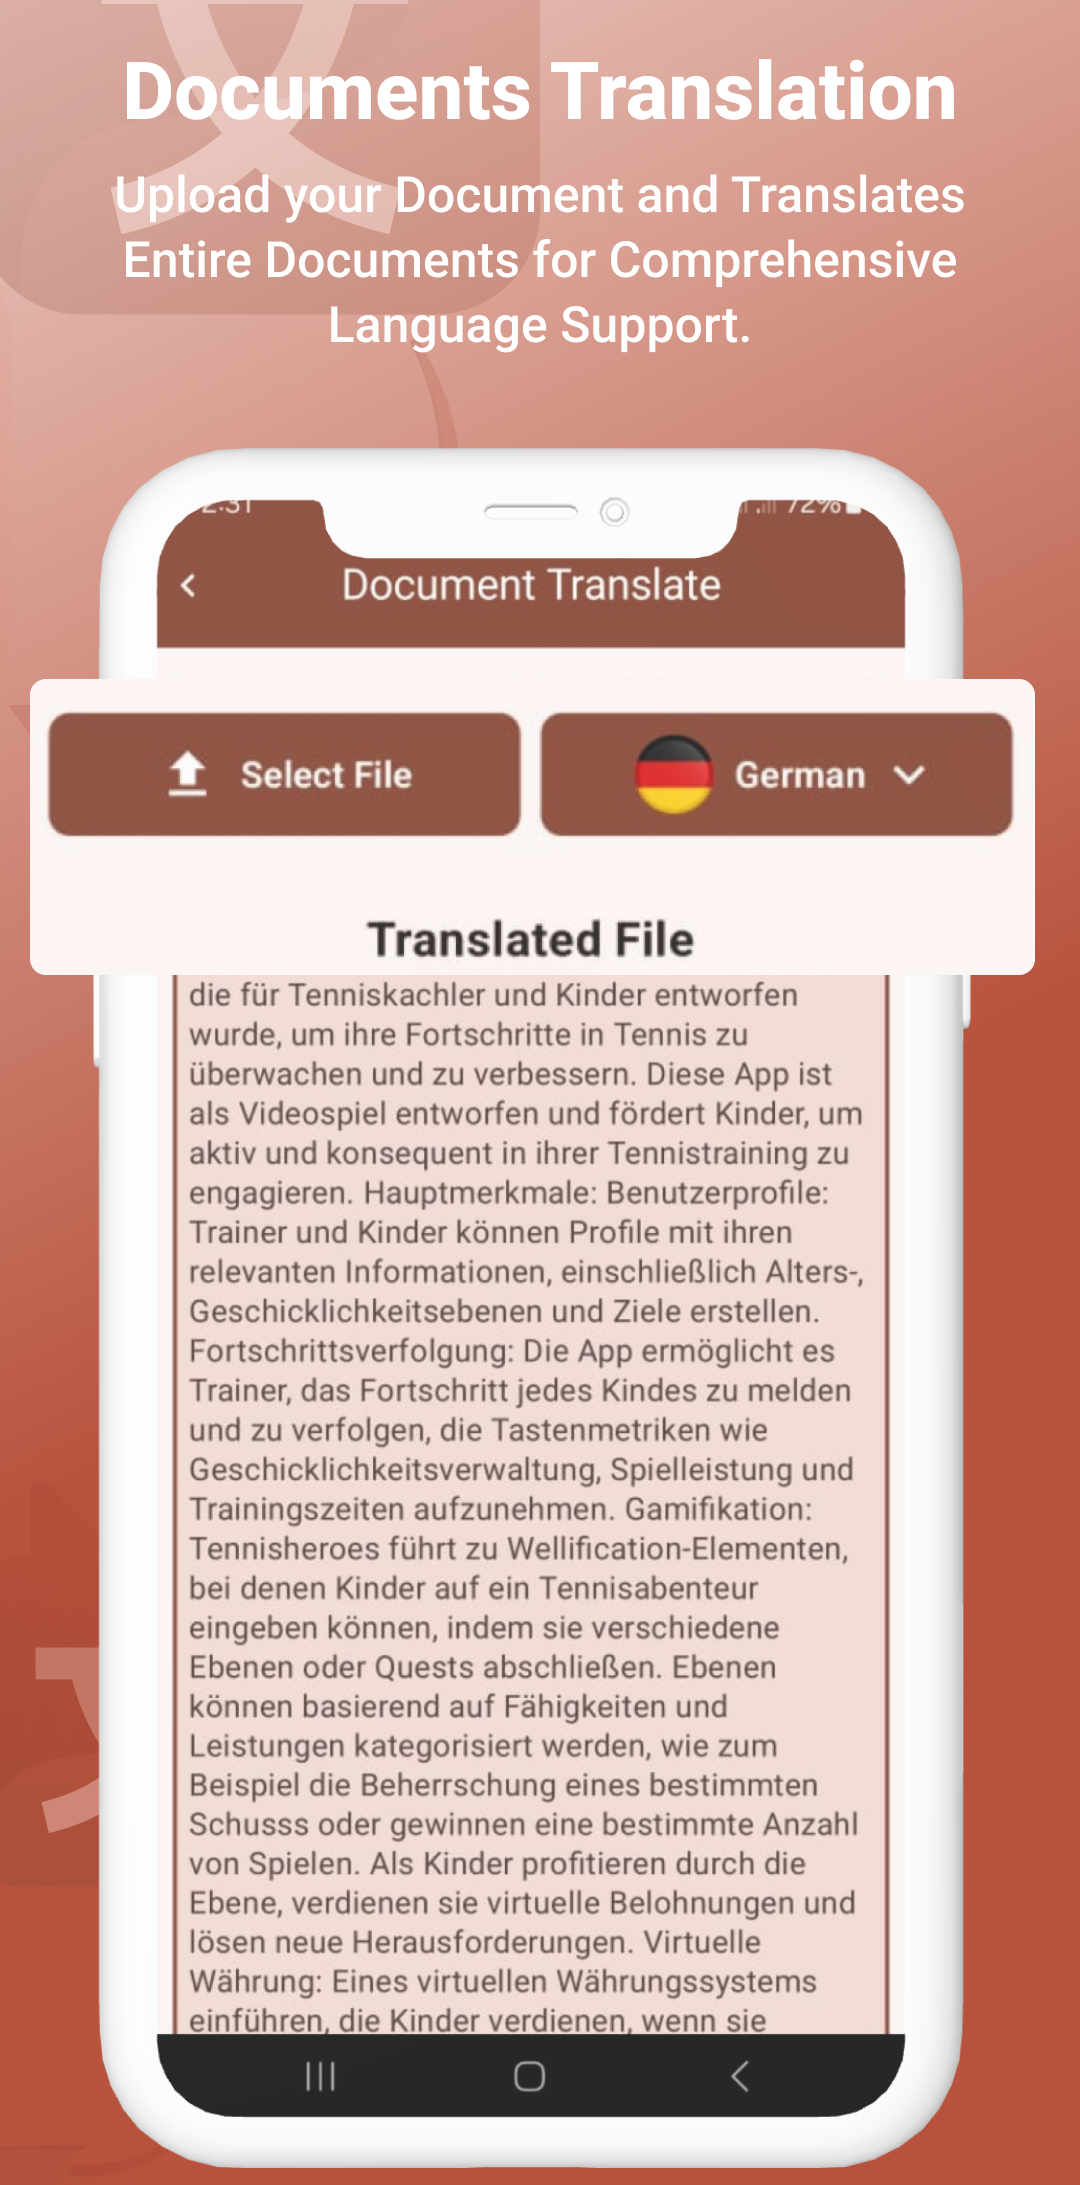 Documents Translation
Upload your Document and Translates
Entire Documents for Comprehensive
Language Support.
2:31
72%
Document Translate
Select File
German
Translated File
die für Tenniskachler und Kinder entworfen
wurde, um ihre Fortschritte in Tennis zu
überwachen und zu verbessern. Diese App ist
als Videospiel entworfen und fördert Kinder, um
aktiv und konsequent in ihrer Tennistraining zu
engagieren. Hauptmerkmale: Benutzerprofile:
Trainer und Kinder können Profile mit ihren
relevanten Informationen, einschließlich Alters-,
Geschicklichkeitsebenen und Ziele erstellen.
Fortschrittsverfolgung: Die App ermöglicht es
Trainer, das Fortschritt jedes Kindes zu melden
und zu verfolgen, die Tastenmetriken wie
Geschicklichkeitsverwaltung, Spielleistung und
Trainingszeiten aufzunehmen. Gamifikation:
Tennisheroes führt zu Wellification-Elementen,
bei denen Kinder auf ein Tennisabenteur
eingeben können, indem sie verschiedene
Ebenen oder Quests abschließen. Ebenen
können basierend auf Fähigkeiten und
Leistungen kategorisiert werden, wie zum
Beispiel die Beherrschung eines bestimmten
Schusss oder gewinnen eine bestimmte Anzahl
von Spielen. Als Kinder profitieren durch die
Ebene, verdienen sie virtuelle Belohnungen und
lösen neue Herausforderungen. Virtuelle
Währung: Eines virtuellen Währungssystems
einführen, die Kinder verdienen, wenn sie